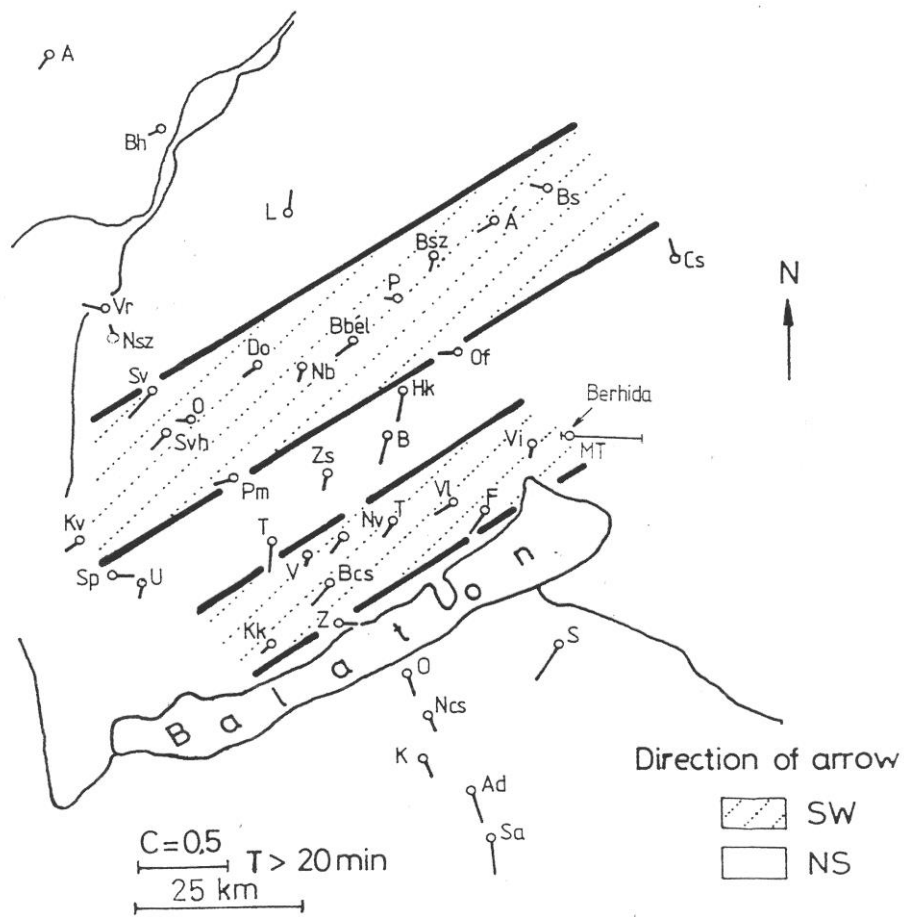 A
Bh
L
Bs
Á
Bsz
Cs
P
N
Vr
Nsz
Bbél
Do
Nb
Of
Sv
Hk
O
Berhida
Svh
B
Vi
MT
Zs
Pm
Vl
F
Kv
T
Nv
T
V
Sp
U
Bcs
Z
Kk
S
O
Balaton
Ncs
K
Ad
Sa
Direction of arrow
SW
NS
C=0,5 T > 20 min
25 km